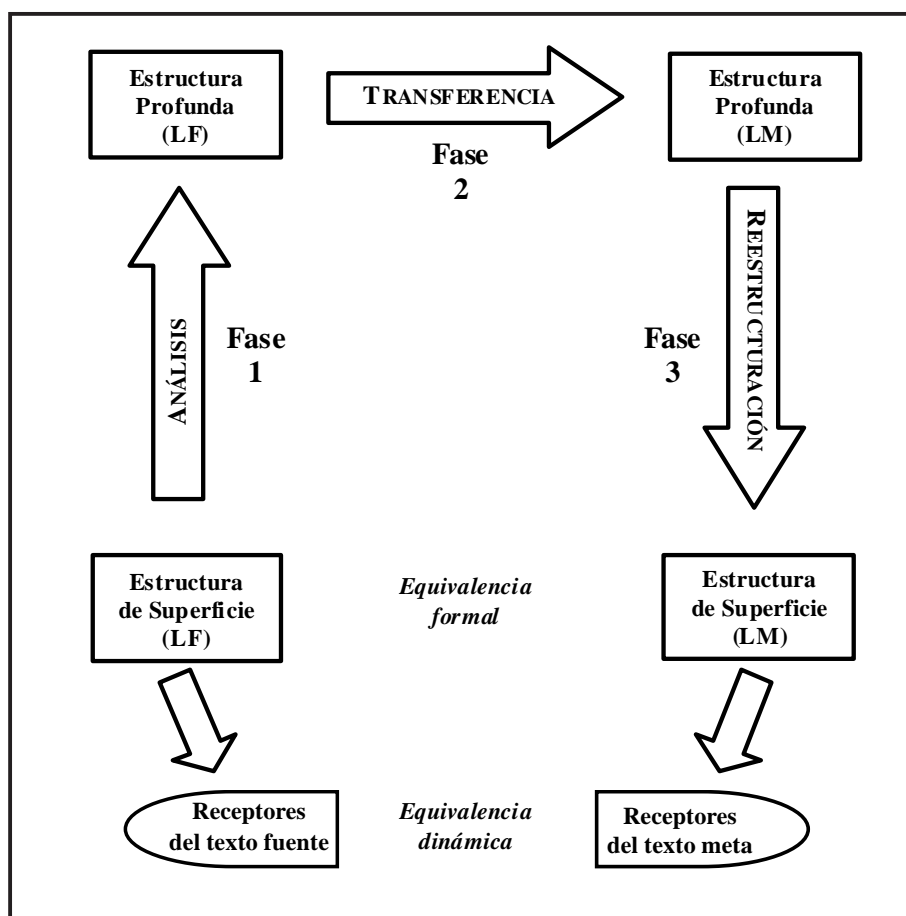 Estructura
Profunda
(LF)
TRANSFERENCIA
Estructura
Profunda
(LM)
Fase
2
ANÁLISIS
Fase
1
Fase
3
REESTRUCTURACIÓN
Estructura
de Superficie
(LF)
Equivalencia
formal
Estructura
de Superficie
(LM)
Receptores
del texto fuente
Equivalencia
dinámica
Receptores
del texto meta